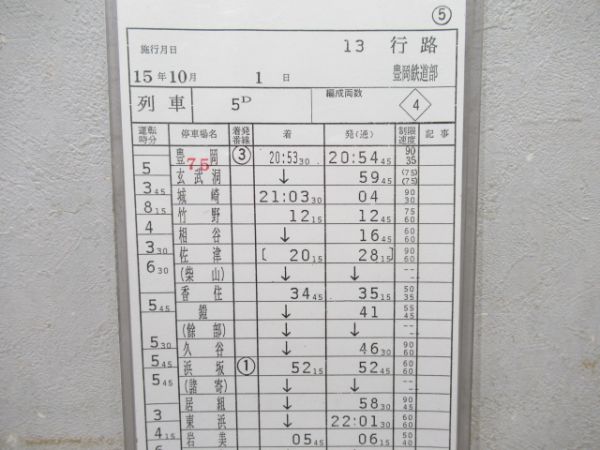 ⑤
施行月日 13 行路
15年10月 1日 豊岡鉄道部
列車 5D 編成両数 4
運転時分 停車場名 着発番線 着 発(通) 制限速度 記事
豊岡 ③ 20:53 30 20:54 45 90 35
5 75
玄武洞 ↓ 59 45 (75) (75)
3 45
城崎 21:03 30 04 90 30
8 15
竹野 12 15 12 45 75 60
4
相谷 ↓ 16 45 60 60
3 30
佐津 [ 20 15 28 15 ] 90 60
6 30
(柴山) ↓ ↓ -- --
香住 34 45 35 15 50 35
5 45
鎧 ↓ 41 55 45
(餘部) ↓ ↓ -- --
5 30
久谷 ↓ 46 30 90 60
5 45
浜坂 ① 52 15 52 45 60 60
5 45
(諸寄) ↓ ↓ -- --
居組 ↓ 58 30 90 45
3
東浜 ↓ 22:01 30 60 60
4 15
岩美 05 45 06 15 50 40